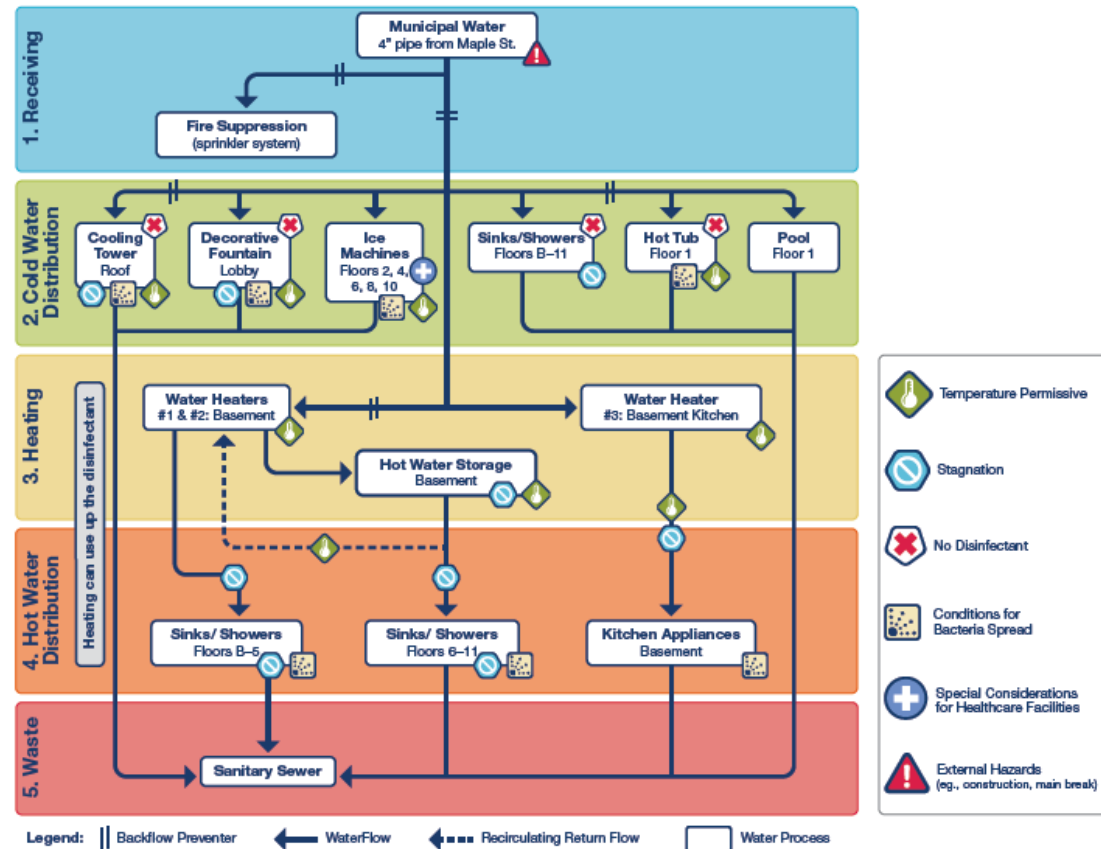 1. Receiving
Municipal Water
4" pipe from Maple St.
Fire Suppression
(sprinkler system)
2. Cold Water
Distribution
Cooling
Tower
Roof
Decorative
Fountain
Lobby
Ice
Machines
Floors 2, 4,
6, 8, 10
Sinks/Showers
Floors B–11
Hot Tub
Floor 1
Pool
Floor 1
3. Heating
Heating can use up the disinfectant
Water Heaters
#1 & #2: Basement
Water Heater
#3: Basement Kitchen
Hot Water Storage
Basement
4. Hot Water
Distribution
Sinks/ Showers
Floors B–5
Sinks/ Showers
Floors 6–11
Kitchen Appliances
Basement
5. Waste
Sanitary Sewer
Temperature Permissive
Stagnation
No Disinfectant
Conditions for
Bacteria Spread
Special Considerations
for Healthcare Facilities
External Hazards
(eg., construction, main break)
Legend: Backflow Preventer WaterFlow Recirculating Return Flow Water Process